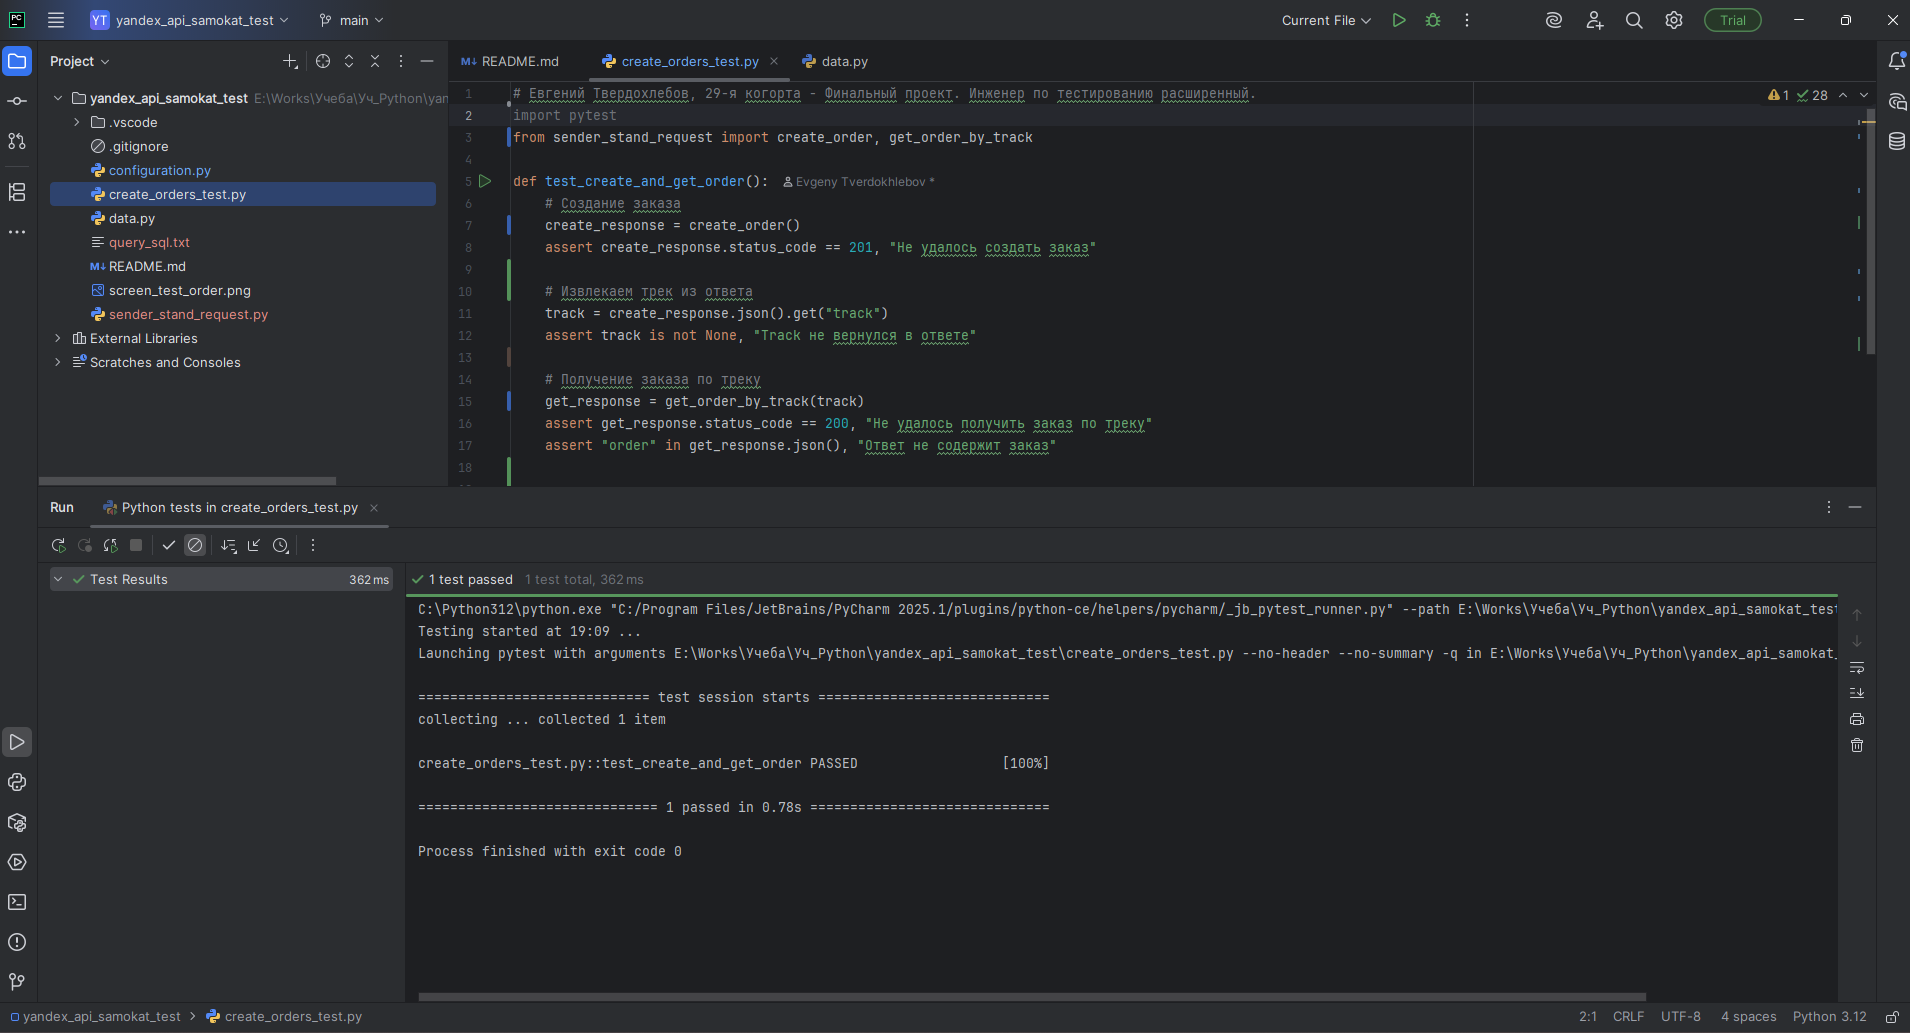 PC YT yandex_api_samokat_test main Current File Trial
Project
README.md create_orders_test.py data.py
yandex_api_samokat_test E:\Works\Учеба\Уч_Python\yan
.vscode
.gitignore
configuration.py
create_orders_test.py
data.py
query_sql.txt
README.md
screen_test_order.png
sender_stand_request.py
External Libraries
Scratches and Consoles
1 28
1 # Евгений Твердохлебов, 29-я когорта - Финальный проект. Инженер по тестированию расширенный.
2 import pytest
3 from sender_stand_request import create_order, get_order_by_track
4
5 def test_create_and_get_order(): Evgeny Tverdokhlebov *
6 # Создание заказа
7 create_response = create_order()
8 assert create_response.status_code == 201, "Не удалось создать заказ"
9
10 # Извлекаем трек из ответа
11 track = create_response.json().get("track")
12 assert track is not None, "Track не вернулся в ответе"
13
14 # Получение заказа по треку
15 get_response = get_order_by_track(track)
16 assert get_response.status_code == 200, "Не удалось получить заказ по треку"
17 assert "order" in get_response.json(), "Ответ не содержит заказ"
18
Run Python tests in create_orders_test.py
Test Results 362 ms
1 test passed 1 test total, 362 ms
C:\Python312\python.exe "C:/Program Files/JetBrains/PyCharm 2025.1/plugins/python-ce/helpers/pycharm/_jb_pytest_runner.py" --path E:\Works\Учеба\Уч_Python\yandex_api_samokat_test
Testing started at 19:09 ...
Launching pytest with arguments E:\Works\Учеба\Уч_Python\yandex_api_samokat_test\create_orders_test.py --no-header --no-summary -q in E:\Works\Учеба\Уч_Python\yandex_api_samokat_
============================= test session starts =============================
collecting ... collected 1 item
create_orders_test.py::test_create_and_get_order PASSED [100%]
============================== 1 passed in 0.78s ==============================
Process finished with exit code 0
yandex_api_samokat_test create_orders_test.py 2:1 CRLF UTF-8 4 spaces Python 3.12